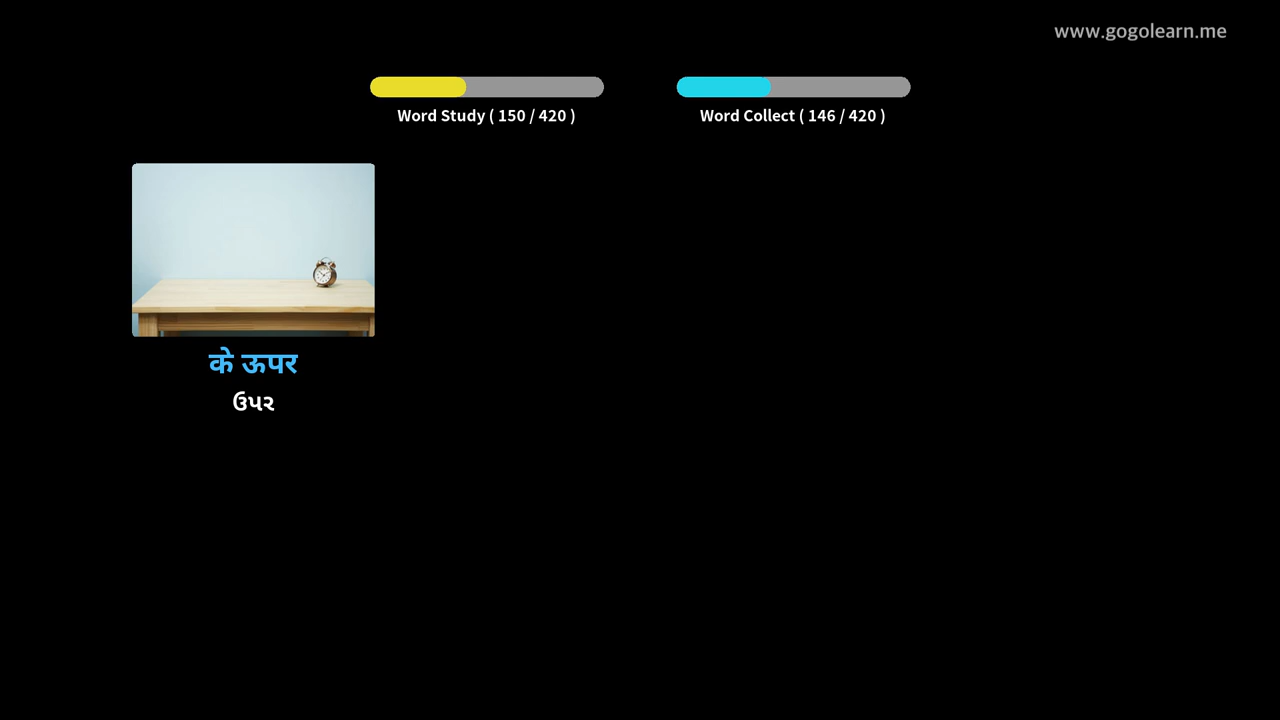 www.gogolearn.me
Word Study ( 150 / 420 )
Word Collect ( 146 / 420 )
के ऊपर
ઉપર